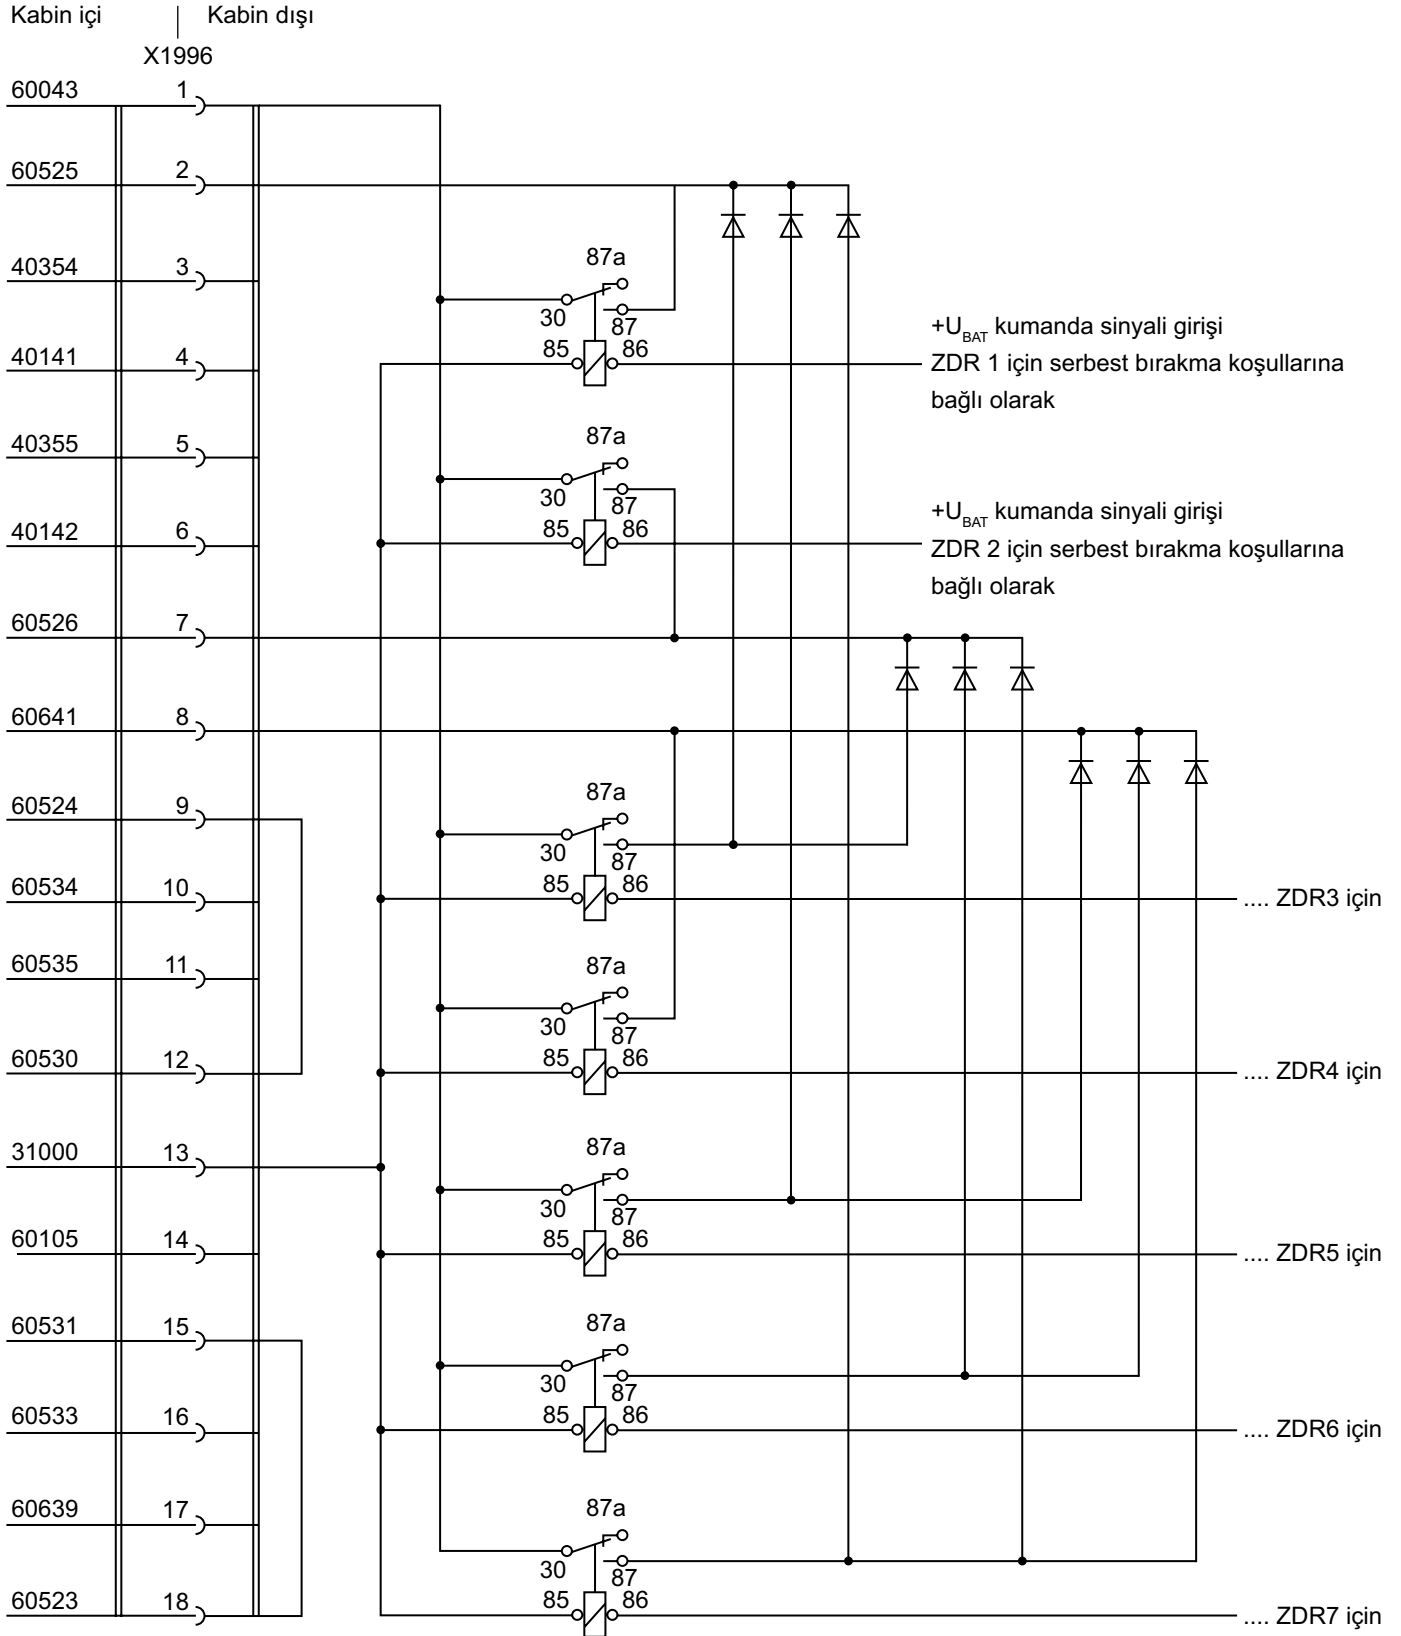 Kabin içi | Kabin dışı
X1996
60043 1
60525 2
87a
40354 3
30 87
+UBAT kumanda sinyali girişi
85 86
40141 4
ZDR 1 için serbest bırakma koşullarına
bağlı olarak
87a
40355 5
30 87
+UBAT kumanda sinyali girişi
85 86
40142 6
ZDR 2 için serbest bırakma koşullarına
bağlı olarak
60526 7
60641 8
87a
60524 9
30 87
85 86
60534 10
.... ZDR3 için
60535 11
87a
30 87
60530 12
85 86
.... ZDR4 için
31000 13
87a
30 87
60105 14
85 86
.... ZDR5 için
60531 15
87a
30 87
60533 16
85 86
.... ZDR6 için
60639 17
87a
30 87
60523 18
85 86
.... ZDR7 için